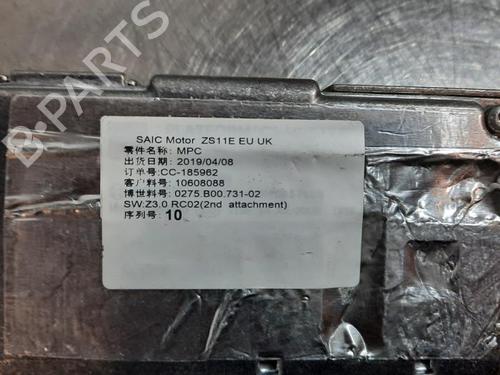 B-PARTS
SAIC Motor ZS11E EU UK
零件名称: MPC
出货日期: 2019/04/08
订单号:CC-185962
客户料号: 10608088
博世料号: 0275.B00.731-02
SW:Z3.0 RC02(2nd attachment)
序列号: 10